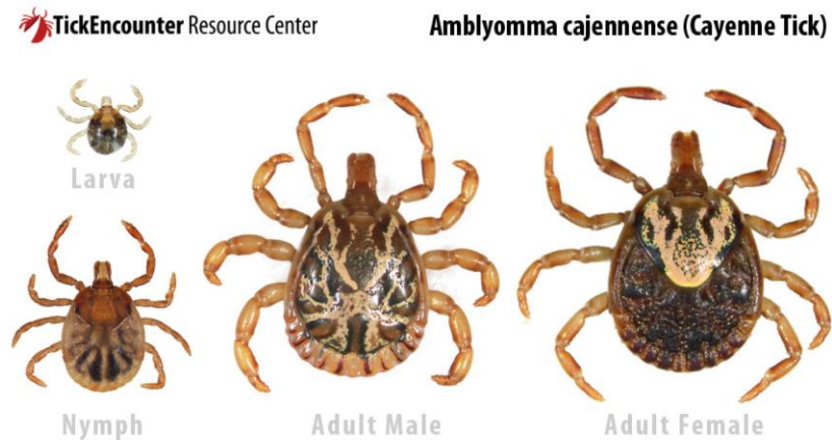 TickEncounter Resource Center
Amblyomma cajennense (Cayenne Tick)
Larva
Nymph
Adult Male
Adult Female